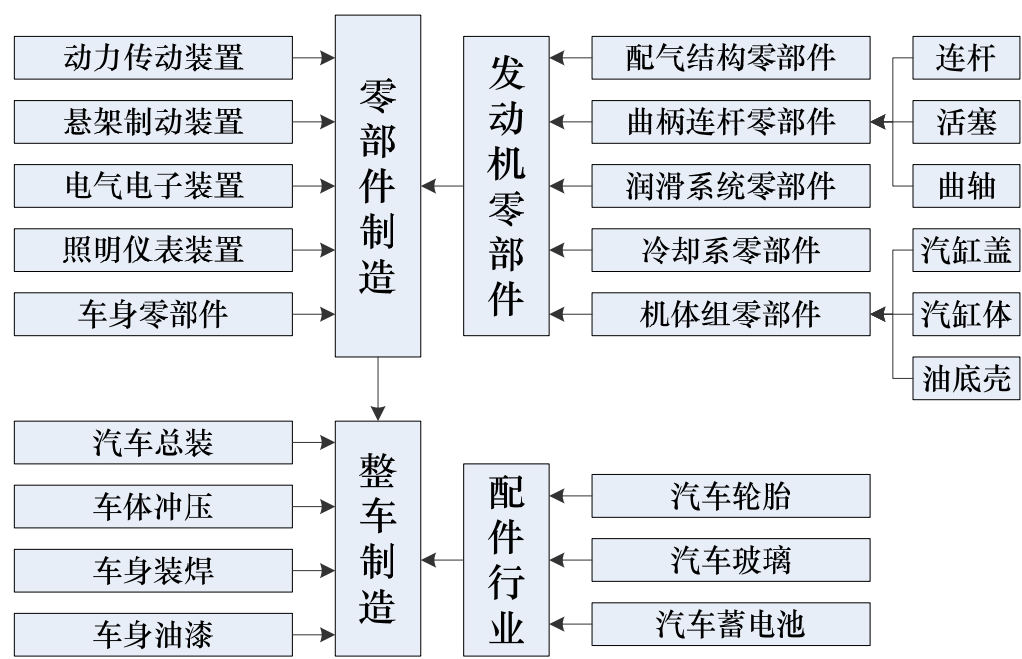 动力传动装置
悬架制动装置
电气电子装置
照明仪表装置
车身零部件
零部件制造
发动机零部件
配气结构零部件
曲柄连杆零部件
润滑系统零部件
冷却系零部件
机体组零部件
连杆
活塞
曲轴
汽缸盖
汽缸体
油底壳
汽车总装
车体冲压
车身装焊
车身油漆
整车制造
配件行业
汽车轮胎
汽车玻璃
汽车蓄电池